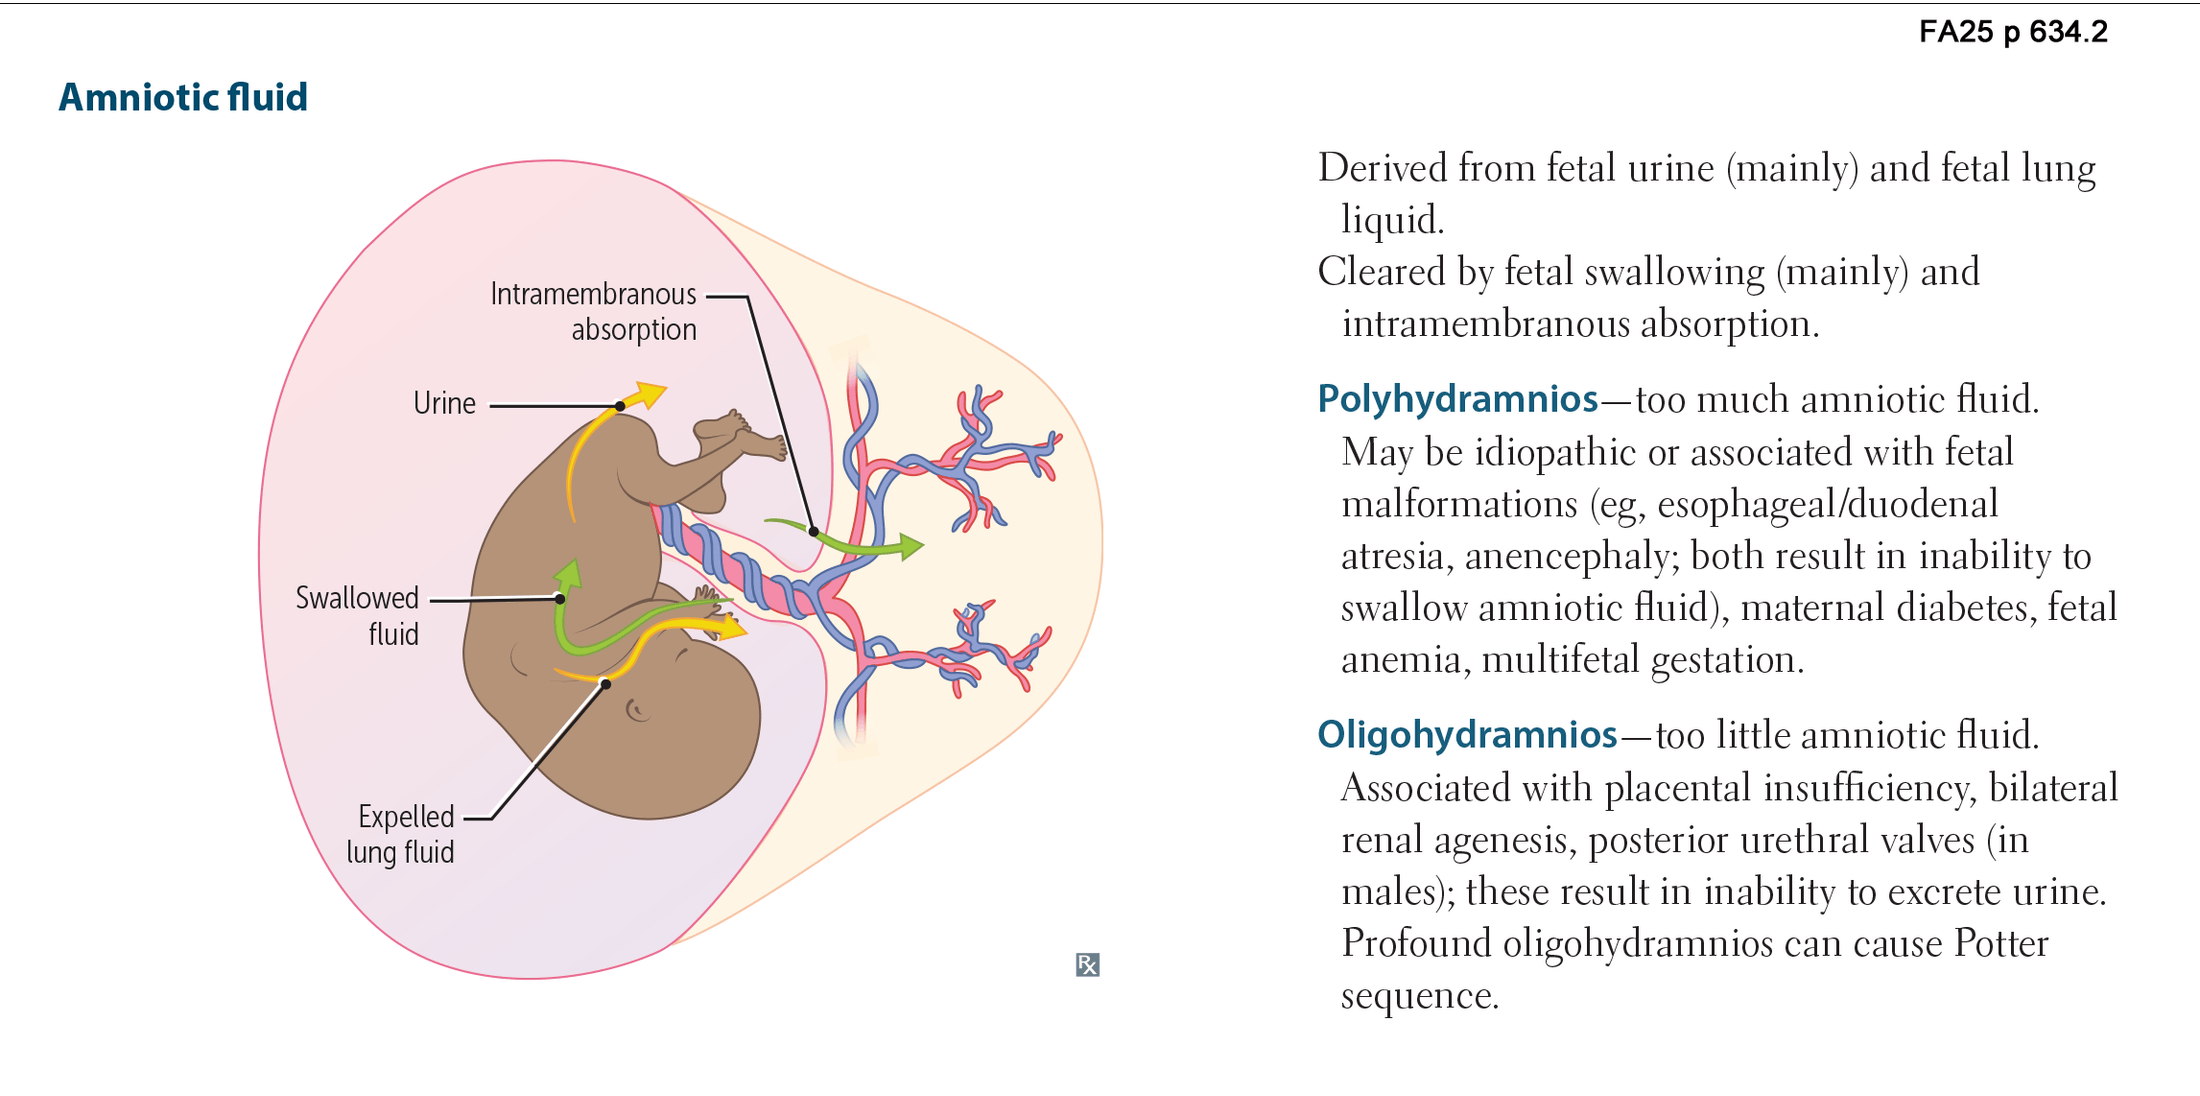 FA25 p 634.2
Amniotic fluid
Intramembranous
absorption
Urine
Swallowed
fluid
Expelled
lung fluid
Rx
Derived from fetal urine (mainly) and fetal lung
liquid.
Cleared by fetal swallowing (mainly) and
intramembranous absorption.
Polyhydramnios—too much amniotic fluid.
May be idiopathic or associated with fetal
malformations (eg, esophageal/duodenal
atresia, anencephaly; both result in inability to
swallow amniotic fluid), maternal diabetes, fetal
anemia, multifetal gestation.
Oligohydramnios—too little amniotic fluid.
Associated with placental insufficiency, bilateral
renal agenesis, posterior urethral valves (in
males); these result in inability to excrete urine.
Profound oligohydramnios can cause Potter
sequence.